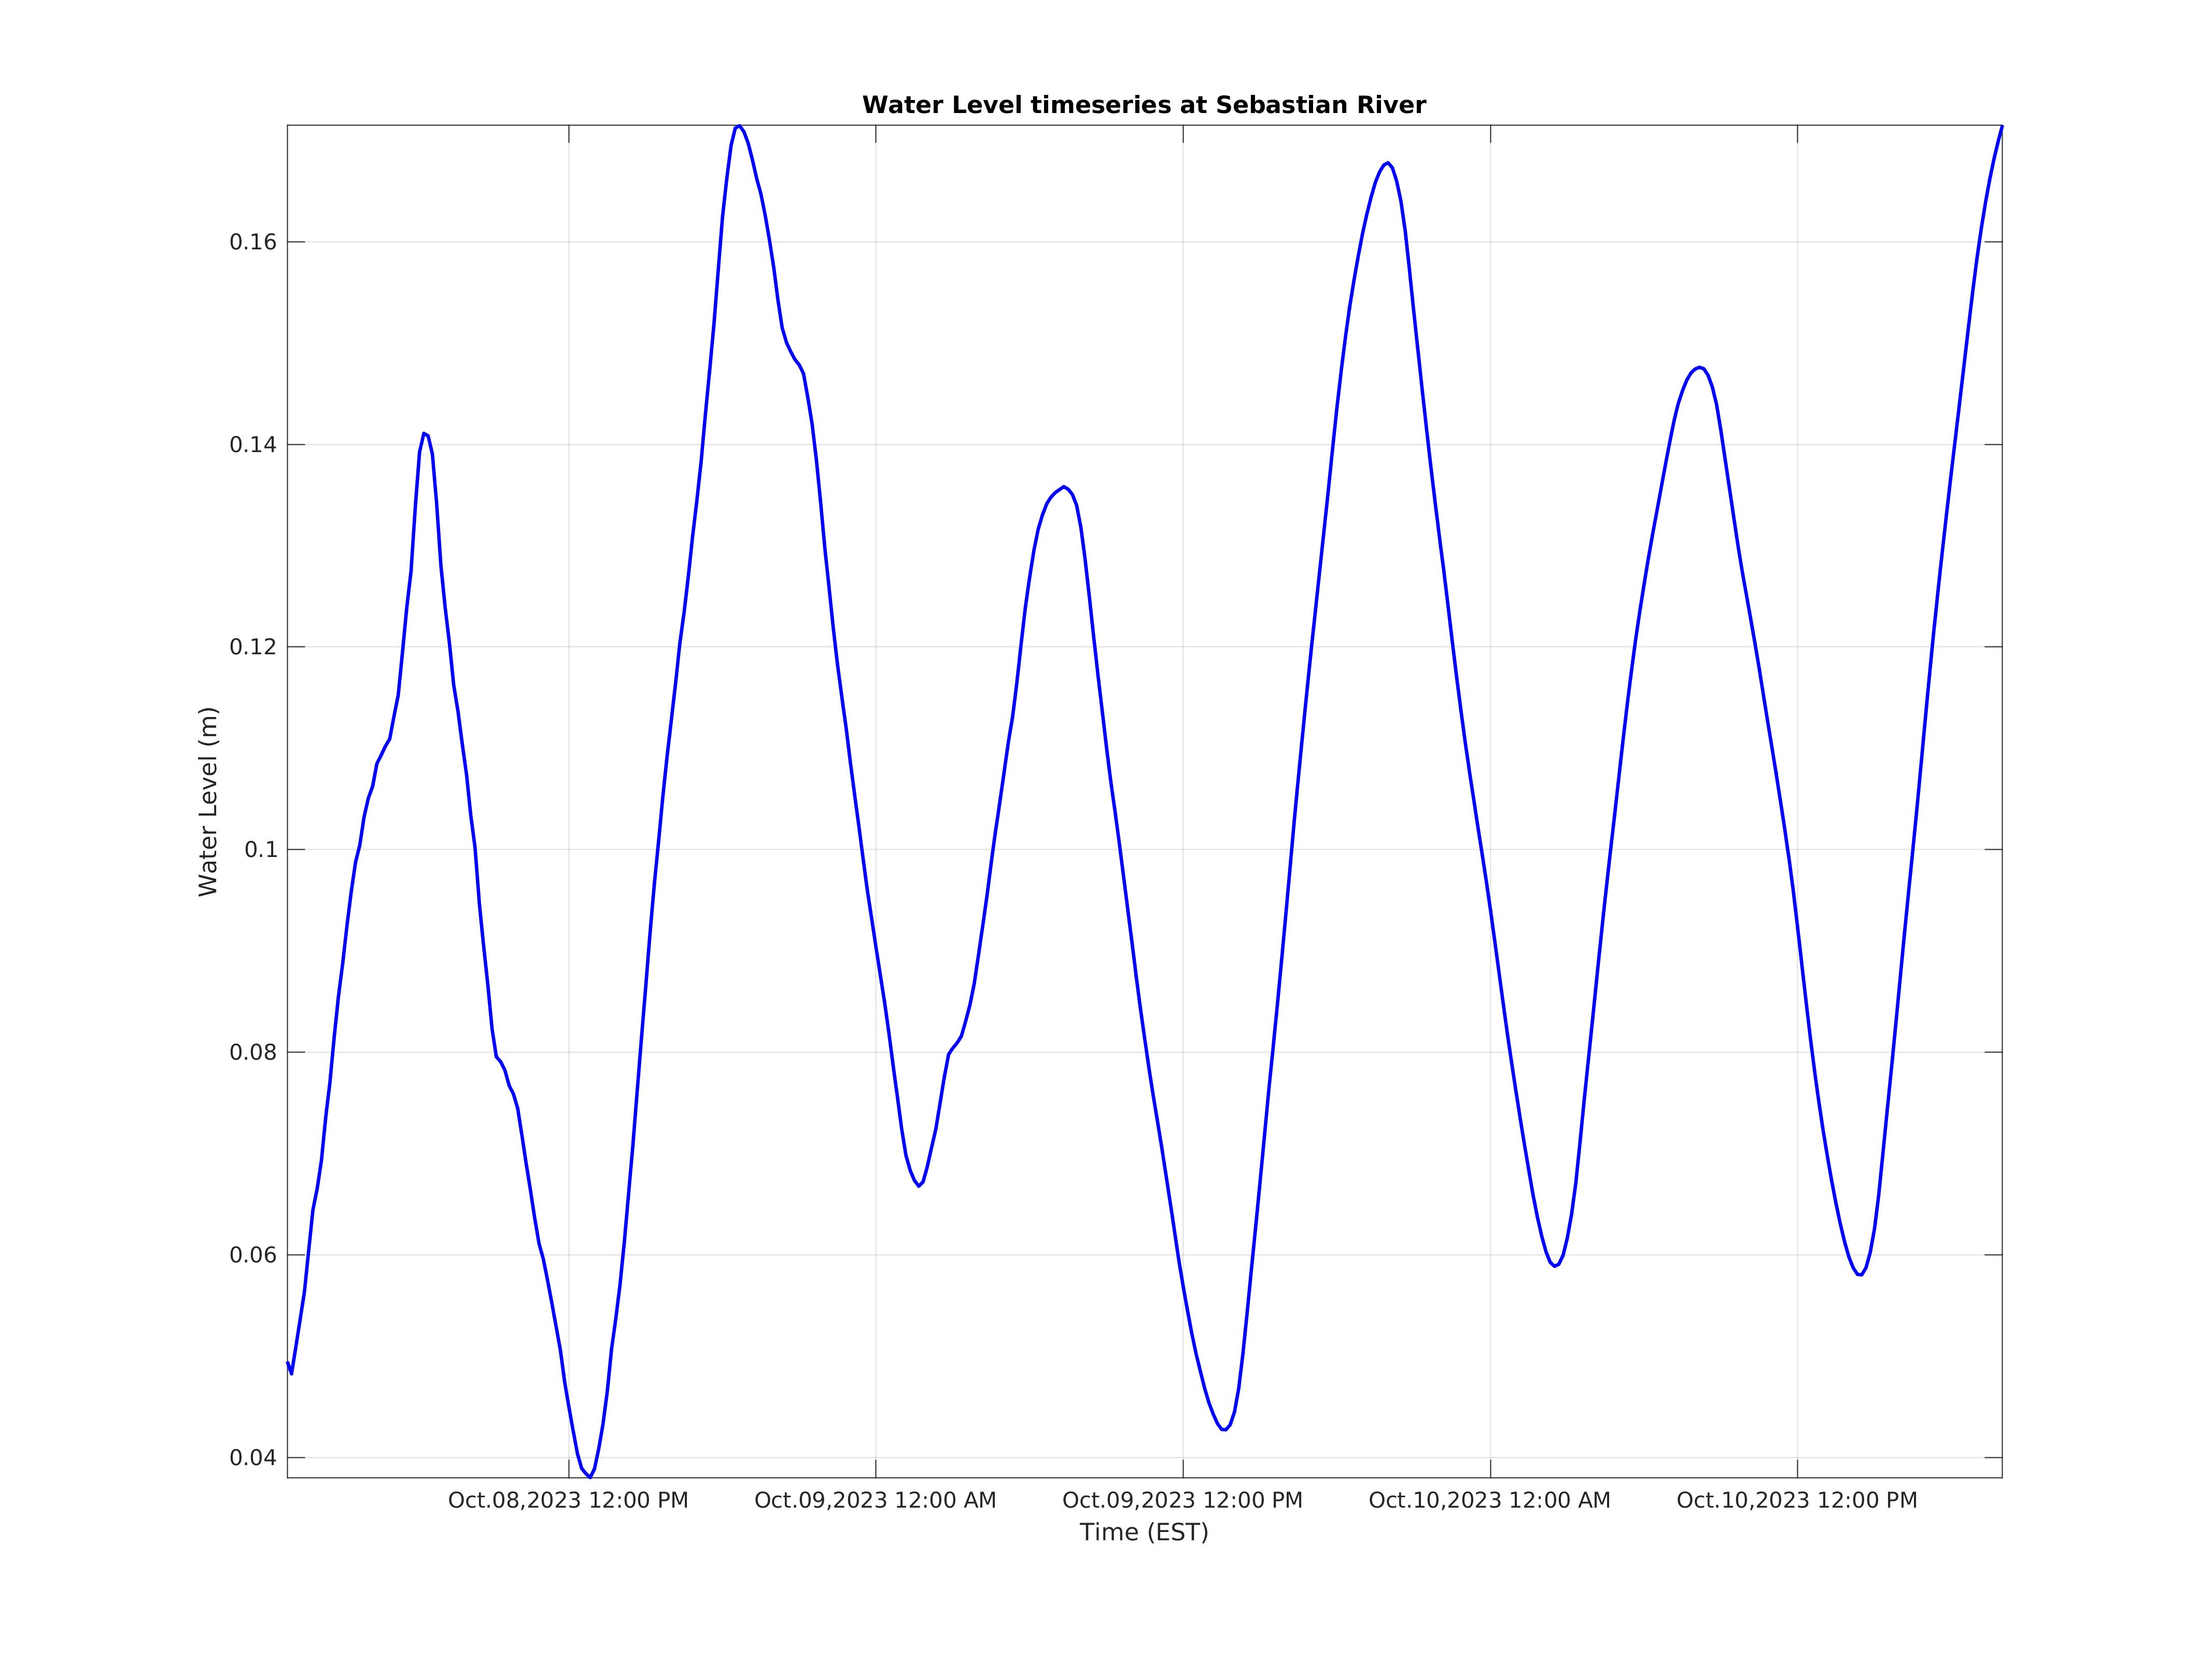 Water Level timeseries at Sebastian River
0.16
0.14
0.12
0.1
0.08
0.06
0.04
Water Level (m)
Oct.08,2023 12:00 PM Oct.09,2023 12:00 AM Oct.09,2023 12:00 PM Oct.10,2023 12:00 AM Oct.10,2023 12:00 PM
Time (EST)